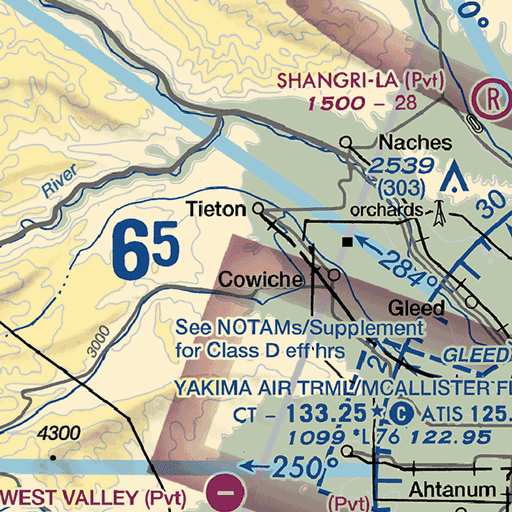 0°
SHANGRI-LA (Pvt)
1500 - 28
R
Naches
2539
(303)
River
Tieton
orchards
30
65
284°
Cowiche
Gleed
See NOTAMs/Supplement
for Class D eff hrs
GLEED
3000
YAKIMA AIR TRML/MCALLISTER F
CT - 133.25 C ATIS 125.
1099 *L 76 122.95
4300
250°
Ahtanum
WEST VALLEY (Pvt)
(Pvt)